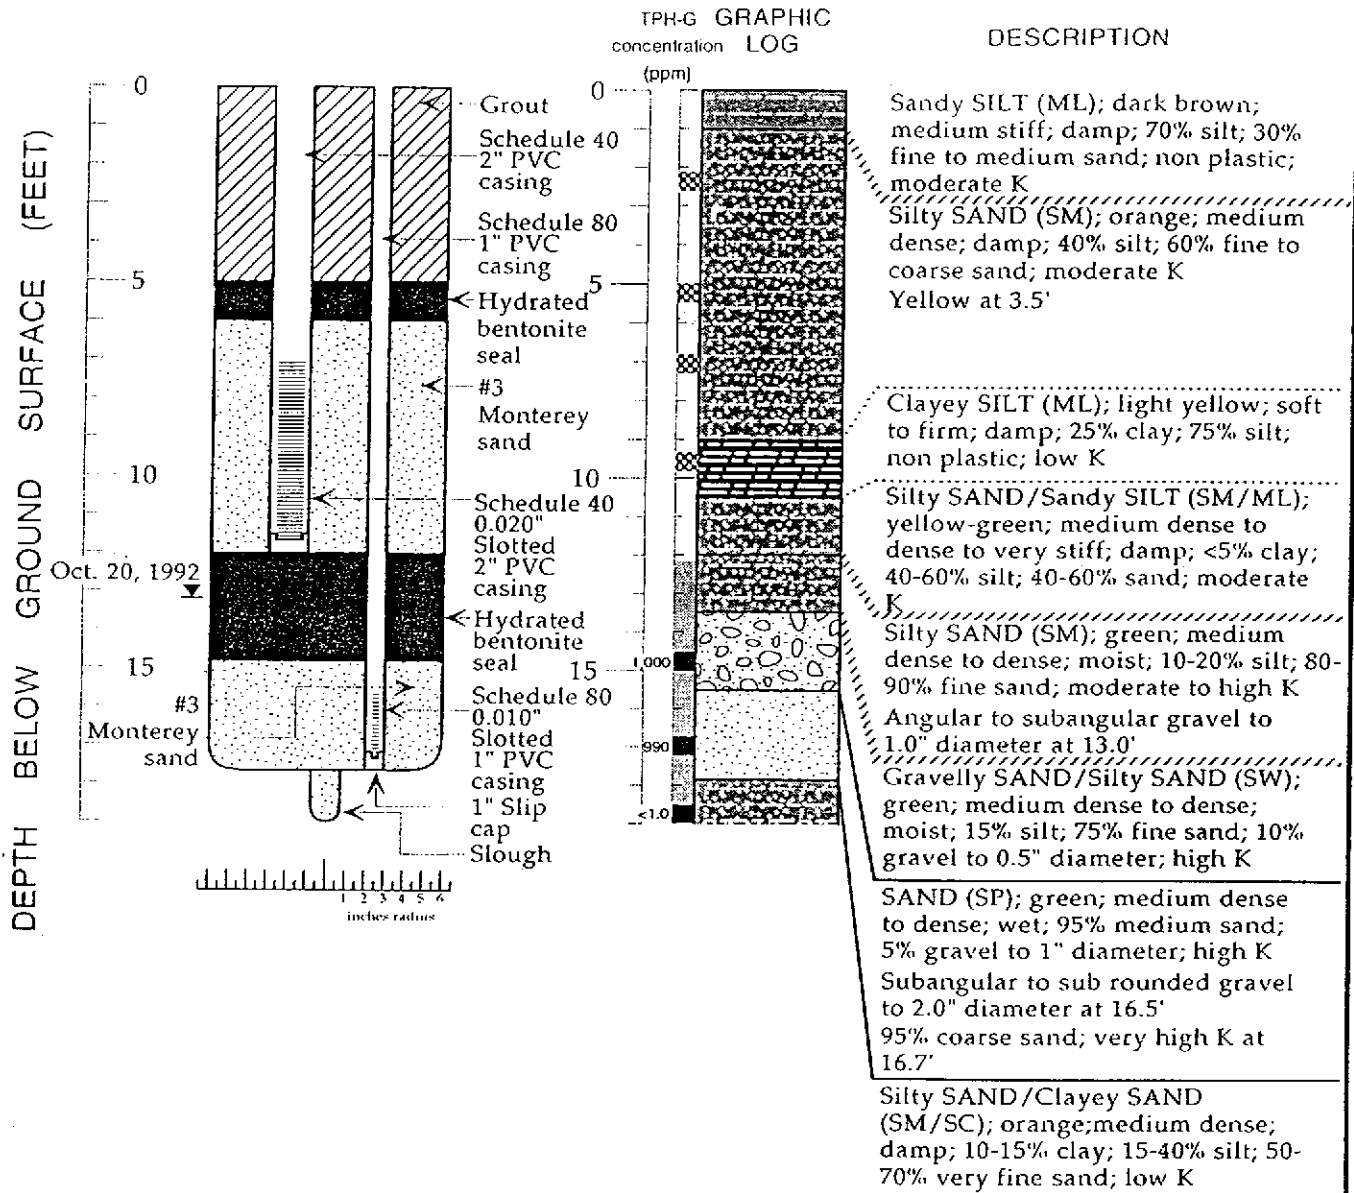 TPH-G GRAPHIC
concentration LOG
(ppm)
DESCRIPTION
DEPTH BELOW GROUND SURFACE (FEET)
0
5
10
Oct. 20, 1992
15
#3
Monterey
sand
Grout
Schedule 40
2" PVC
casing
Schedule 80
1" PVC
casing
Hydrated
bentonite
seal
#3
Monterey
sand
Schedule 40
0.020"
Slotted
2" PVC
casing
Hydrated
bentonite
seal
Schedule 80
0.010"
Slotted
1" PVC
casing
1" Slip
cap
Slough
1 2 3 4 5 6
inches radius
0
5
10
15
1,000
990
<1.0
Sandy SILT (ML); dark brown;
medium stiff; damp; 70% silt; 30%
fine to medium sand; non plastic;
moderate K
Silty SAND (SM); orange; medium
dense; damp; 40% silt; 60% fine to
coarse sand; moderate K
Yellow at 3.5'
Clayey SILT (ML); light yellow; soft
to firm; damp; 25% clay; 75% silt;
non plastic; low K
Silty SAND/Sandy SILT (SM/ML);
yellow-green; medium dense to
dense to very stiff; damp; <5% clay;
40-60% silt; 40-60% sand; moderate
K
Silty SAND (SM); green; medium
dense to dense; moist; 10-20% silt; 80-
90% fine sand; moderate to high K
Angular to subangular gravel to
1.0" diameter at 13.0'
Gravelly SAND/Silty SAND (SW);
green; medium dense to dense;
moist; 15% silt; 75% fine sand; 10%
gravel to 0.5" diameter; high K
SAND (SP); green; medium dense
to dense; wet; 95% medium sand;
5% gravel to 1" diameter; high K
Subangular to sub rounded gravel
to 2.0" diameter at 16.5'
95% coarse sand; very high K at
16.7'
Silty SAND/Clayey SAND
(SM/SC); orange;medium dense;
damp; 10-15% clay; 15-40% silt; 50-
70% very fine sand; low K